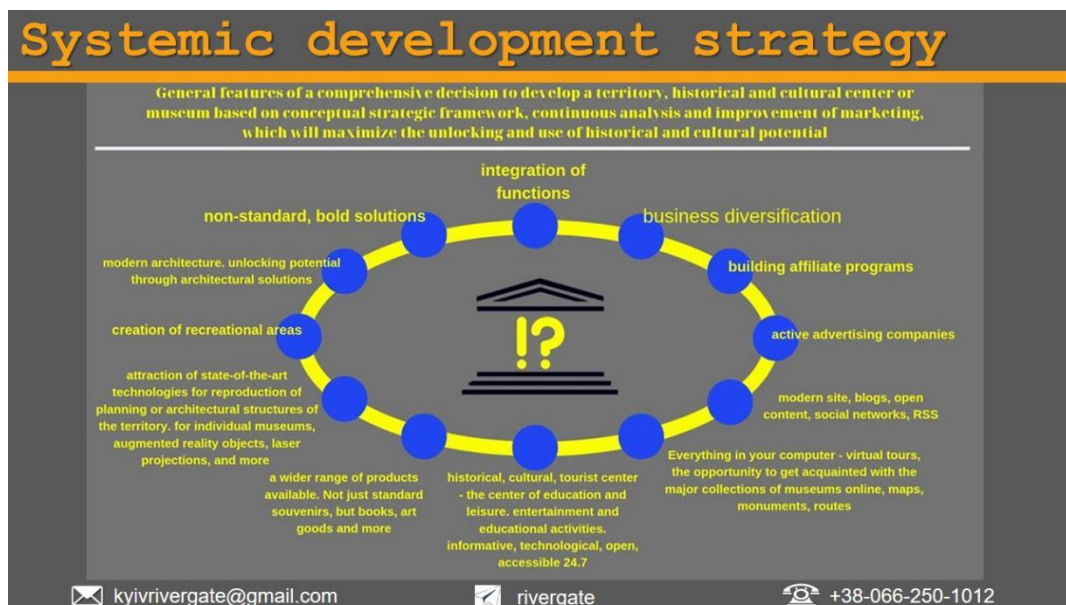 Systemic development strategy
General features of a comprehensive decision to develop a territory, historical and cultural center or
museum based on conceptual strategic framework, continuous analysis and improvement of marketing,
which will maximize the unlocking and use of historical and cultural potential
integration of
functions
non-standard, bold solutions
business diversification
modern architecture. unlocking potential
through architectural solutions
building affiliate programs
creation of recreational areas
!?
active advertising companies
attraction of state-of-the-art
technologies for reproduction of
planning or architectural structures of
the territory. for individual museums,
augmented reality objects, laser
projections, and more
modern site, blogs, open
content, social networks, RSS
a wider range of products
available. Not just standard
souvenirs, but books, art
goods and more
historical, cultural, tourist center
- the center of education and
leisure. entertainment and
educational activities.
informative, technological, open,
accessible 24.7
Everything in your computer - virtual tours,
the opportunity to get acquainted with the
major collections of museums online, maps,
monuments, routes
kyivrivergate@gmail.com
rivergate
+38-066-250-1012